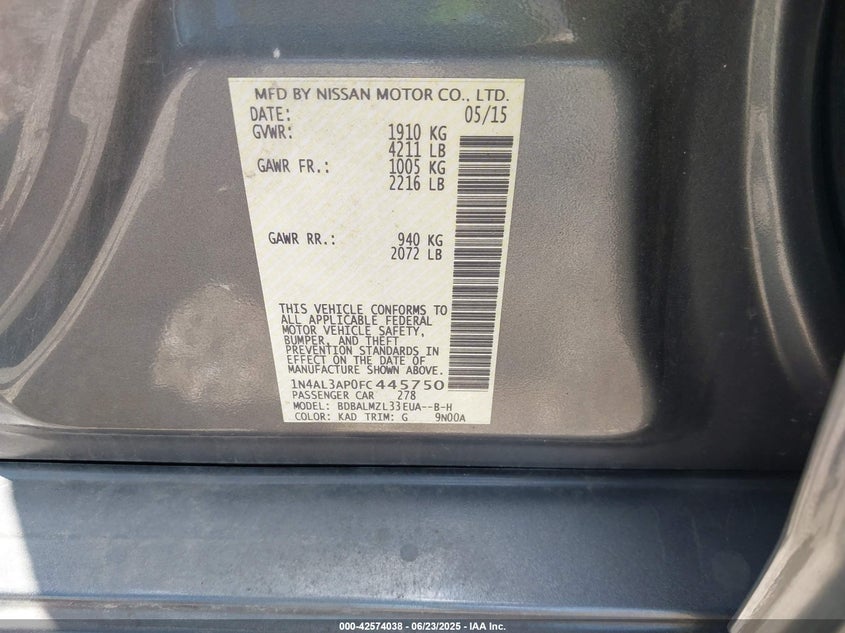 MFD BY NISSAN MOTOR CO., LTD.
DATE: 05/15
GVWR: 1910 KG
4211 LB
GAWR FR.: 1005 KG
2216 LB
GAWR RR.: 940 KG
2072 LB
THIS VEHICLE CONFORMS TO
ALL APPLICABLE FEDERAL
MOTOR VEHICLE SAFETY,
BUMPER, AND THEFT
PREVENTION STANDARDS IN
EFFECT ON THE DATE OF
MANUFACTURE SHOWN ABOVE.
1N4AL3AP0FC445750
PASSENGER CAR 278
MODEL: BDBALMZL33EUA--B-H
COLOR: KAD TRIM: G 9N00A
000-42574038 - 06/23/2025 - IAA Inc.